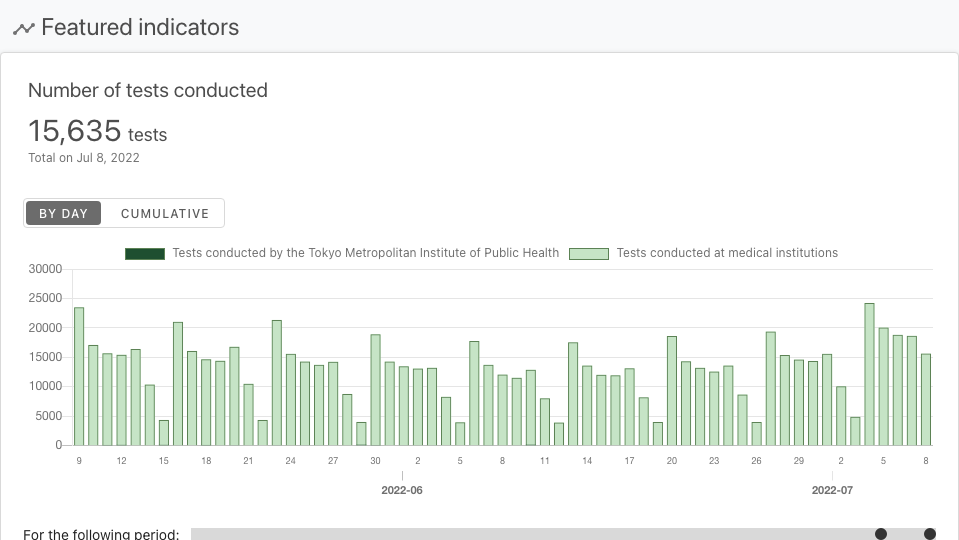 Featured indicators
Number of tests conducted
15,635 tests
Total on Jul 8, 2022
BY DAY CUMULATIVE
Tests conducted by the Tokyo Metropolitan Institute of Public Health Tests conducted at medical institutions
30000
25000
20000
15000
10000
5000
0
9 12 15 18 21 24 27 30 2 5 8 11 14 17 20 23 26 29 2 5 8
2022-06 2022-07
For the following period: